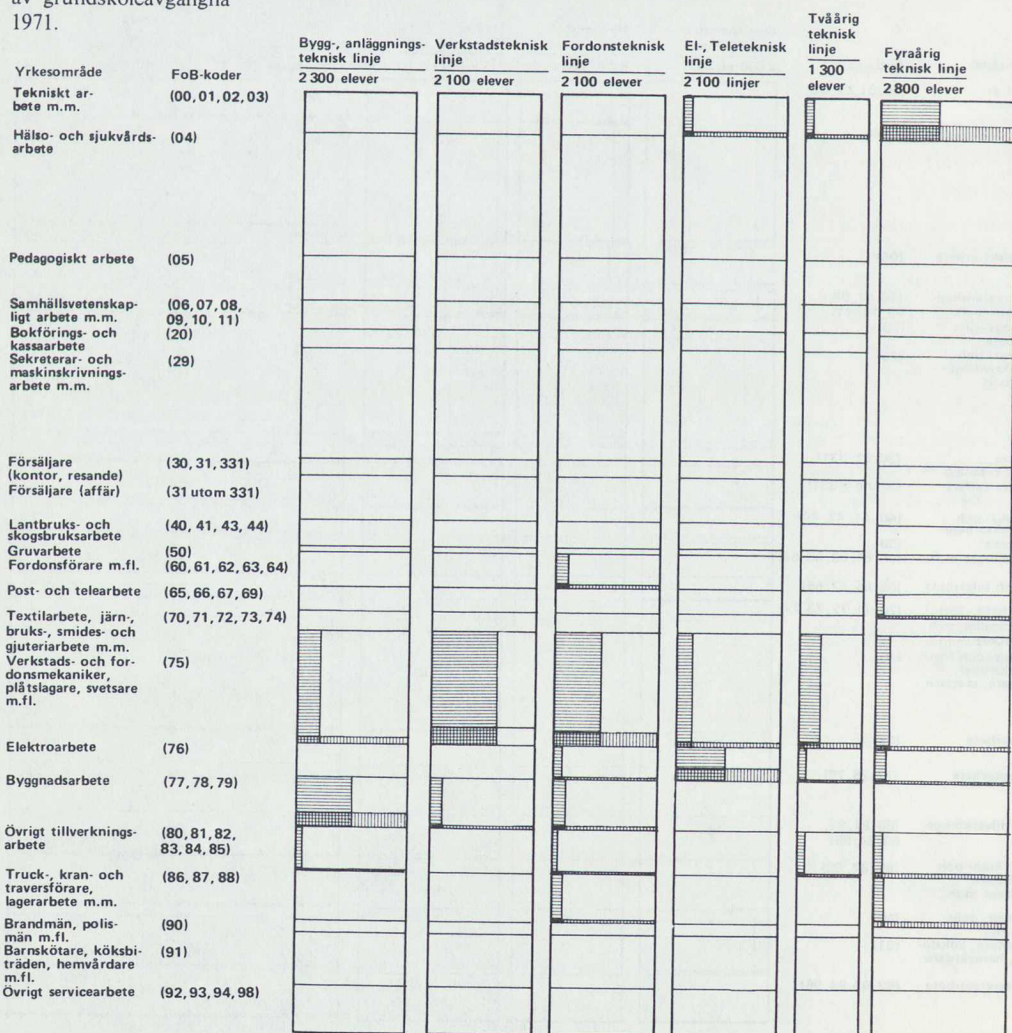 av grundskoleavgångna
1971.
Yrkesområde FoB-koder
Bygg-, anläggnings-
teknisk linje
2 300 elever
Verkstadsteknisk
linje
2 100 elever
Fordonsteknisk
linje
2 100 elever
El-, Teleteknisk
linje
2 100 linjer
Tvåårig
teknisk
linje
1 300
elever
Fyraårig
teknisk linje
2 800 elever
Tekniskt ar- (00, 01, 02, 03)
bete m.m.
Hälso- och sjukvårds- (04)
arbete
Pedagogiskt arbete (05)
Samhällsvetenskap- (06, 07, 08,
ligt arbete m.m. 09, 10, 11)
Bokförings- och (20)
kassaarbete
Sekreterar- och (29)
maskinskrivnings-
arbete m.m.
Försäljare (30, 31, 331)
(kontor, resande)
Försäljare (affär) (31 utom 331)
Lantbruks- och (40, 41, 43, 44)
skogsbruksarbete
Gruvarbete (50)
Fordonsförare m.fl. (60, 61, 62, 63, 64)
Post- och telearbete (65, 66, 67, 69)
Textilarbete, järn-, (70, 71, 72, 73, 74)
bruks-, smides- och
gjuteriarbete m.m.
Verkstads- och for- (75)
donsmekaniker,
plåtslagare, svetsare
m.fl.
Elektroarbete (76)
Byggnadsarbete (77, 78, 79)
Övrigt tillverknings- (80, 81, 82,
arbete 83, 84, 85)
Truck-, kran- och (86, 87, 88)
traversförare,
lagerarbete m.m.
Brandmän, polis- (90)
män m.fl.
Barnskötare, köksbi- (91)
träden, hemvårdare
m.fl.
Övrigt servicearbete (92, 93, 94, 98)